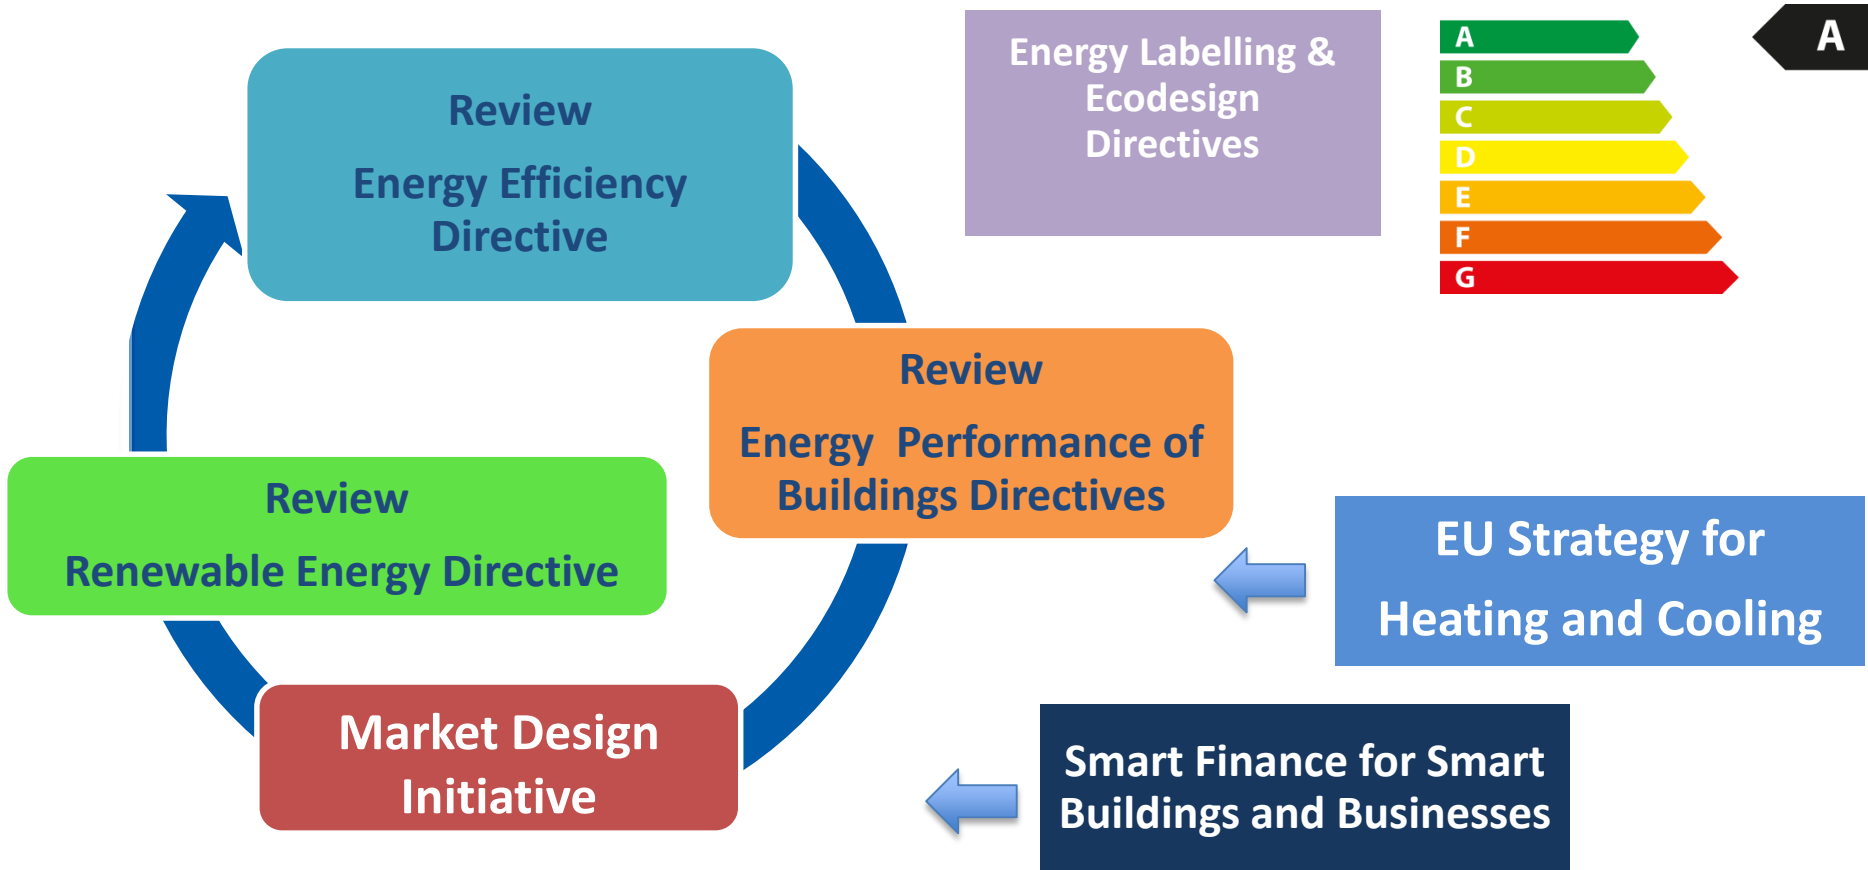 Review
Energy Efficiency
Directive
Energy Labelling &
Ecodesign
Directives
A
B
C
D
E
F
G
A
Review
Energy  Performance of
Buildings Directives
Review
Renewable Energy Directive
EU Strategy for
Heating and Cooling
Market Design
Initiative
Smart Finance for Smart
Buildings and Businesses